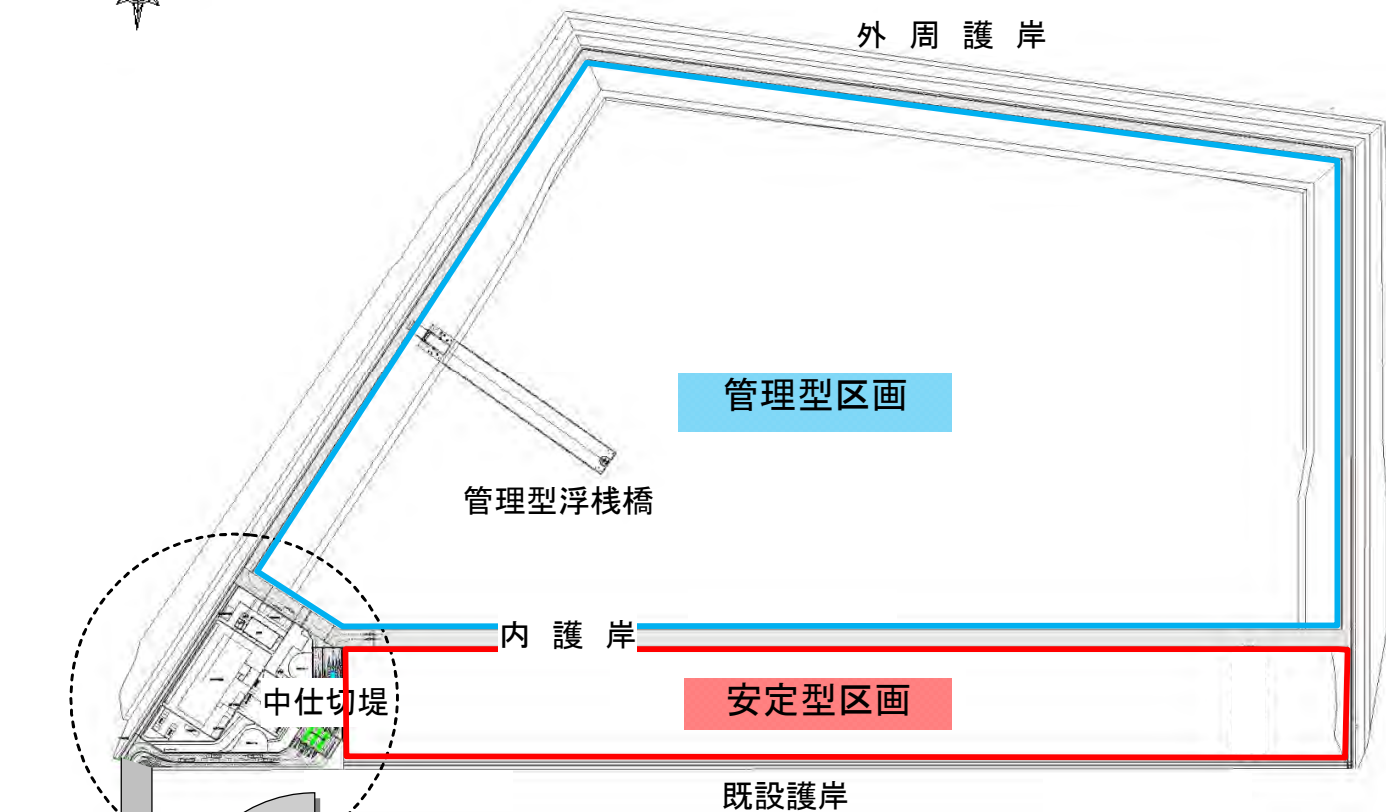 外周護岸
管理型区画
管理型浮桟橋
内護岸
中仕切堤
安定型区画
既設護岸